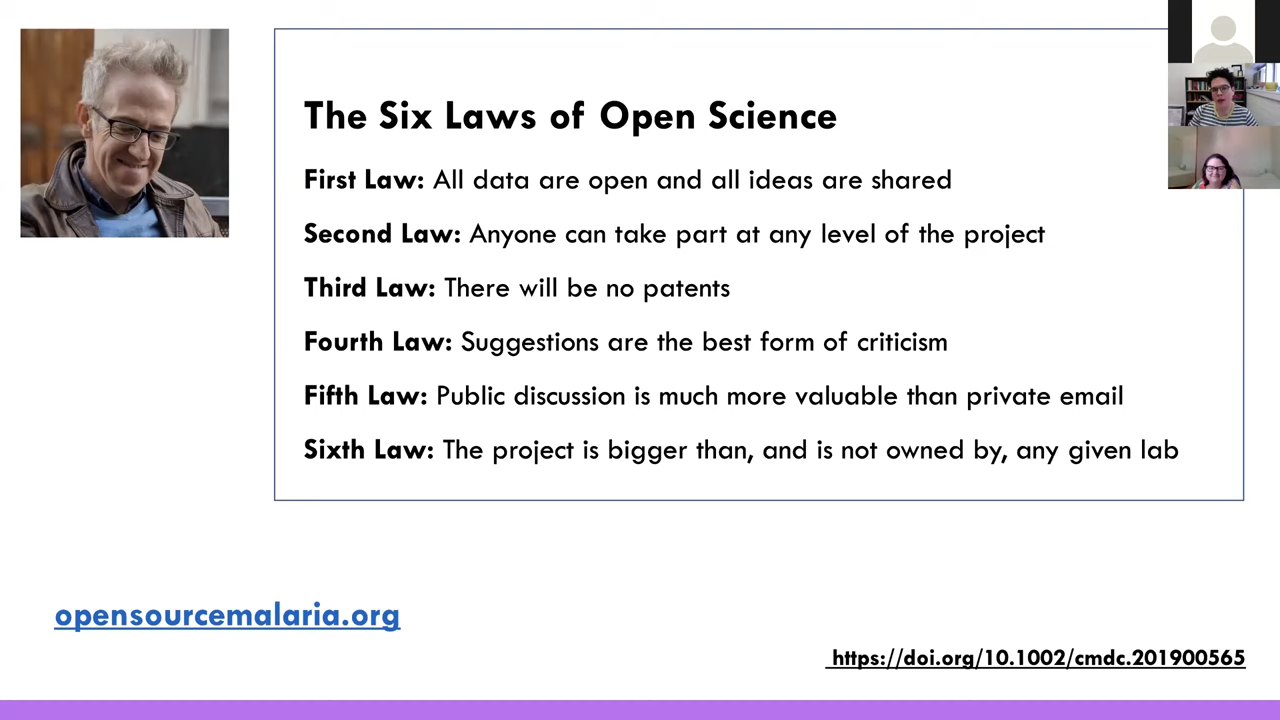 The Six Laws of Open Science
First Law: All data are open and all ideas are shared
Second Law: Anyone can take part at any level of the project
Third Law: There will be no patents
Fourth Law: Suggestions are the best form of criticism
Fifth Law: Public discussion is much more valuable than private email
Sixth Law: The project is bigger than, and is not owned by, any given lab
opensourcemalaria.org
https://doi.org/10.1002/cmdc.201900565